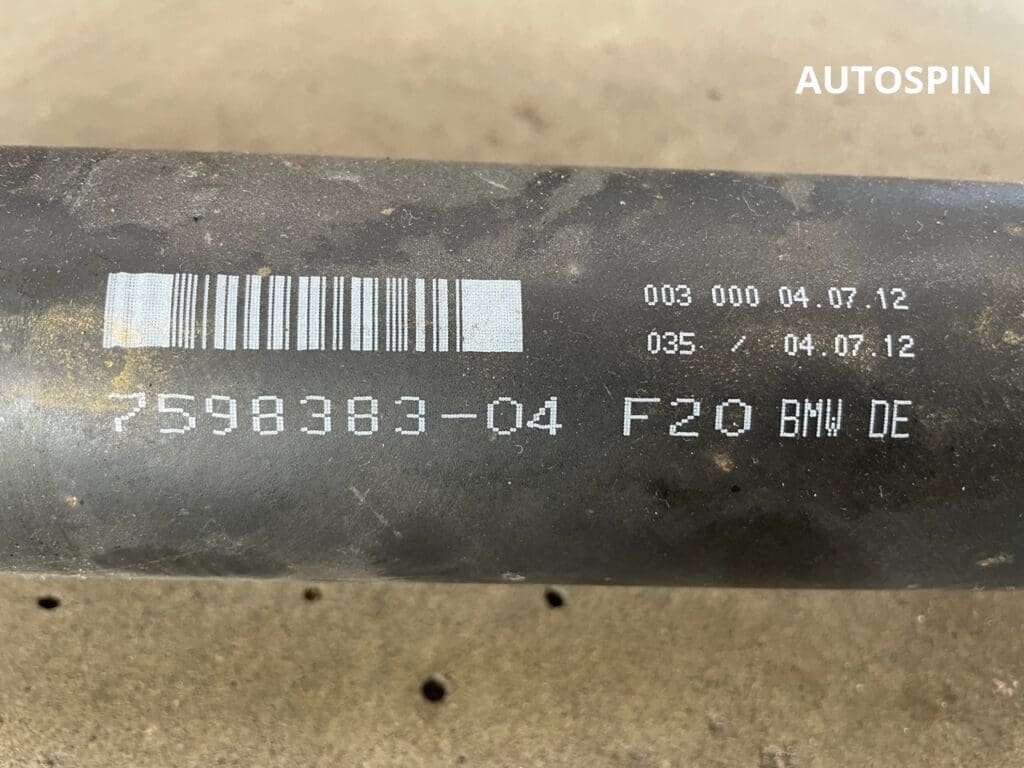 AUTOSPIN
003 000 04.07.12
035 / 04.07.12
7598383-04 F20 BMW DE